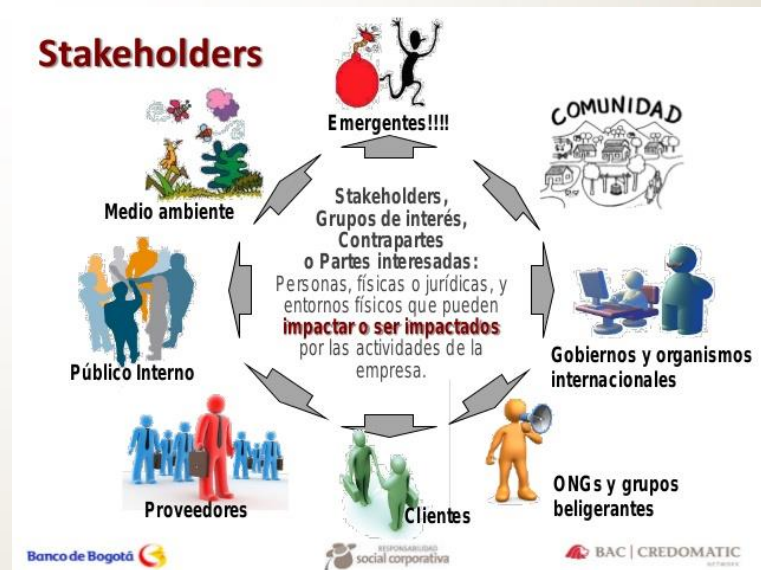 Stakeholders
Emergentes!!!!
COMUNIDAD
Medio ambiente
Stakeholders,
Grupos de interés,
Contrapartes
o Partes interesadas:
Personas, físicas o jurídicas, y
entornos físicos que pueden
impactar o ser impactados
por las actividades de la
empresa.
Público Interno
Gobiernos y organismos
internacionales
Proveedores
Clientes
ONGs y grupos
beligerantes
Banco de Bogotá
RESPONSABILIDAD
social corporativa
BAC | CREDOMATIC
NETWORK